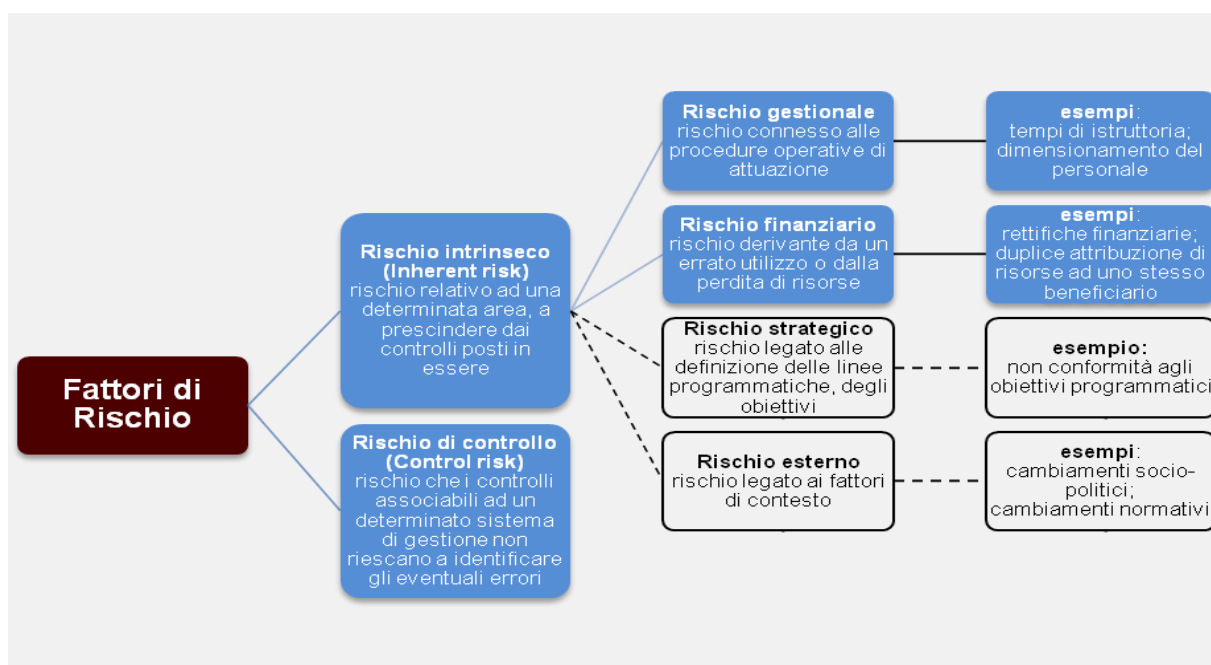 Fattori di
Rischio
Rischio intrinseco
(Inherent risk)
rischio relativo ad una
determinata area, a
prescindere dai
controlli posti in
essere
Rischio di controllo
(Control risk)
rischio che i controlli
associabili ad un
determinato sistema
di gestione non
riescano a identificare
gli eventuali errori
Rischio gestionale
rischio connesso alle
procedure operative di
attuazione
esempi:
tempi di istruttoria;
dimensionamento del
personale
Rischio finanziario
rischio derivante da un
errato utilizzo o dalla
perdita di risorse
esempi:
rettifiche finanziarie;
duplice attribuzione di
risorse ad uno stesso
beneficiario
Rischio strategico
rischio legato alle
definizione delle linee
programmatiche, degli
obiettivi
esempio:
non conformità agli
obiettivi programmatici
Rischio esterno
rischio legato ai fattori
di contesto
esempi:
cambiamenti socio-
politici;
cambiamenti normativi